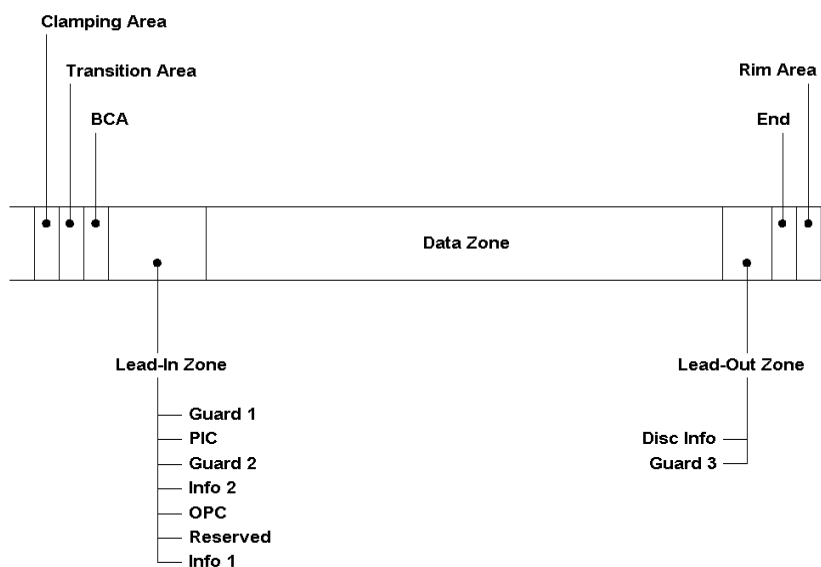 Clamping Area
Transition Area
Rim Area
BCA
End
Data Zone
Lead-In Zone
Lead-Out Zone
Guard 1
PIC
Guard 2
Info 2
OPC
Reserved
Info 1
Disc Info
Guard 3